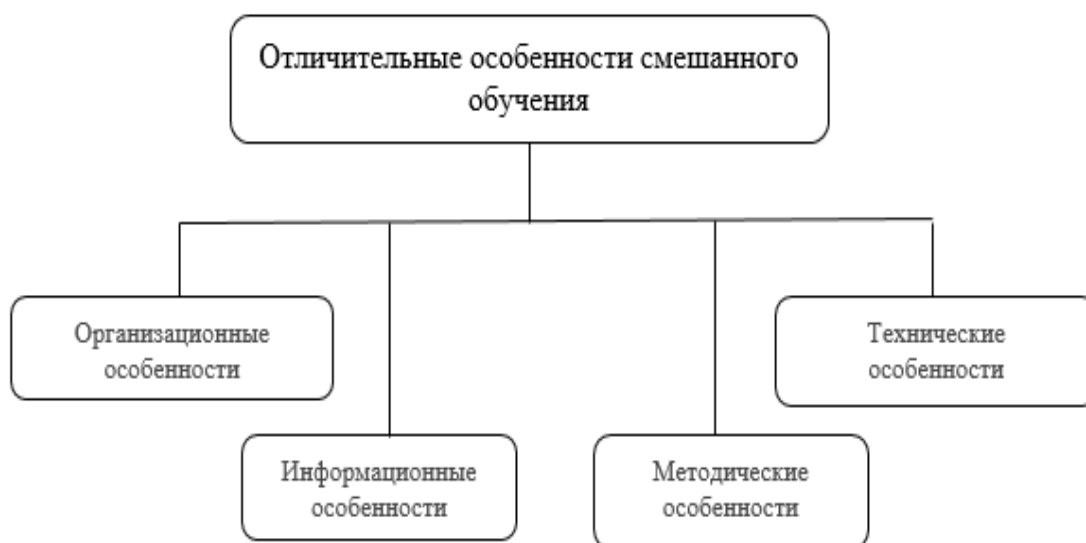 Отличительные особенности смешанного
обучения
Организационные
особенности
Технические
особенности
Информационные
особенности
Методические
особенности